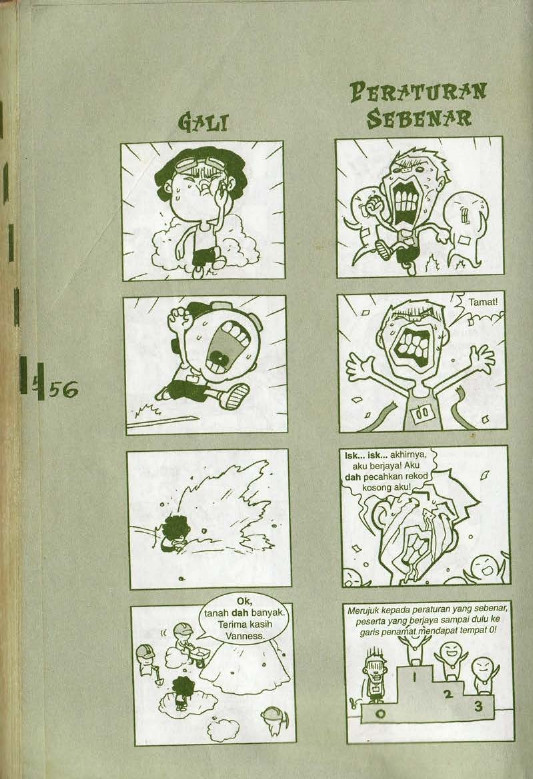 GALI
56
Ok,
tanah dah banyak.
Terima kasih
Vanness.
PERATURAN
SEBENAR
00
Tamat!
Isk... isk... akhirnya,
aku berjaya! Aku
dah pecahkan rekod
kosong aku!
Merujuk kepada peraturan yang sebenar,
peserta yang berjaya sampai dulu ke
garis penamat mendapat tempat 0!
0
1
2
3